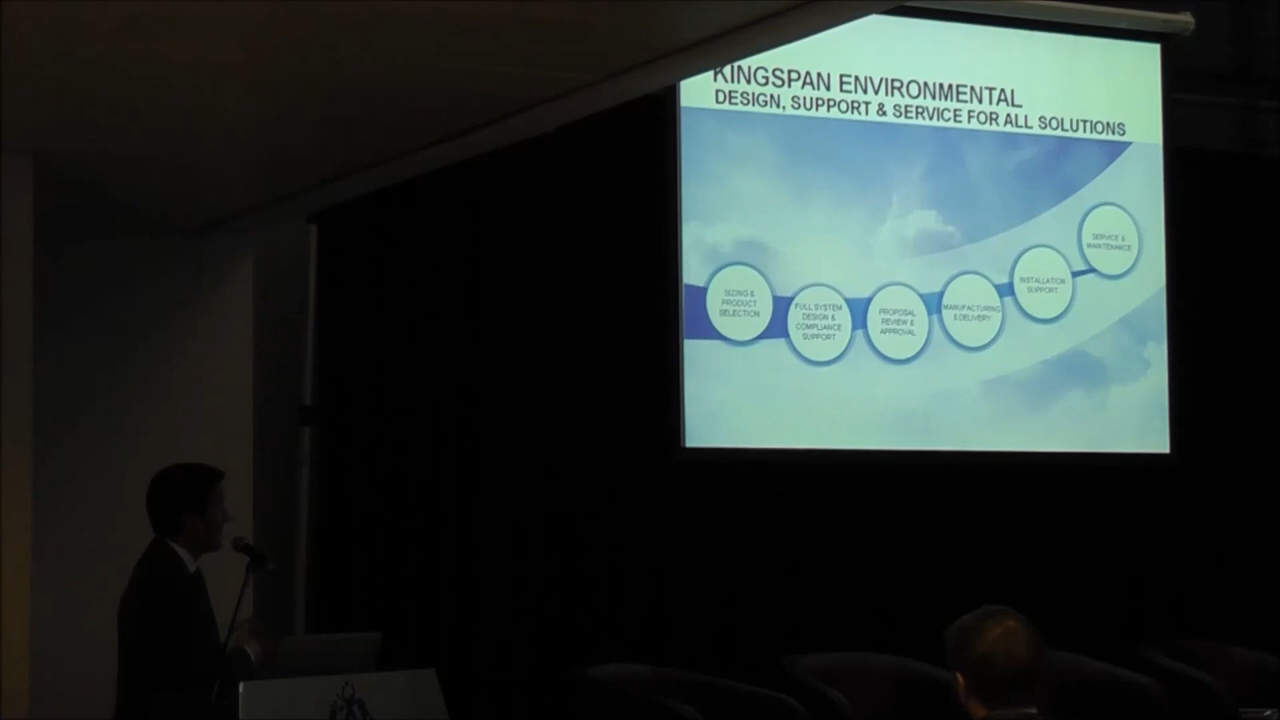 KINGSPAN ENVIRONMENTAL
DESIGN, SUPPORT & SERVICE FOR ALL SOLUTIONS
SIZING &
PRODUCT
SELECTION
FULL SYSTEM
DESIGN &
COMPLIANCE
SUPPORT
PROPOSAL
REVIEW &
APPROVAL
MANUFACTURING
& DELIVERY
INSTALLATION
SUPPORT
SERVICE &
MAINTENANCE